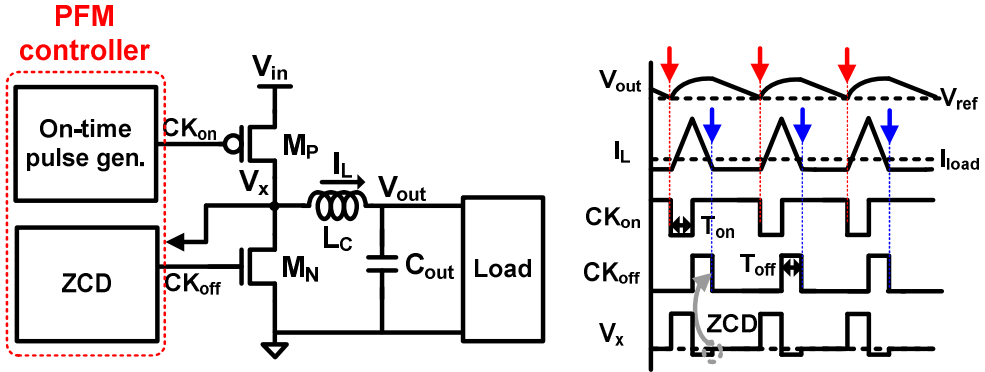 PFM
controller
On-time
pulse gen.
CKon
ZCD
CKoff
Vin
MP
Vx
IL
LC
Vout
MN
Cout
Load
Vout
Vref
IL
Iload
CKon
Ton
CKoff
Toff
Vx
ZCD